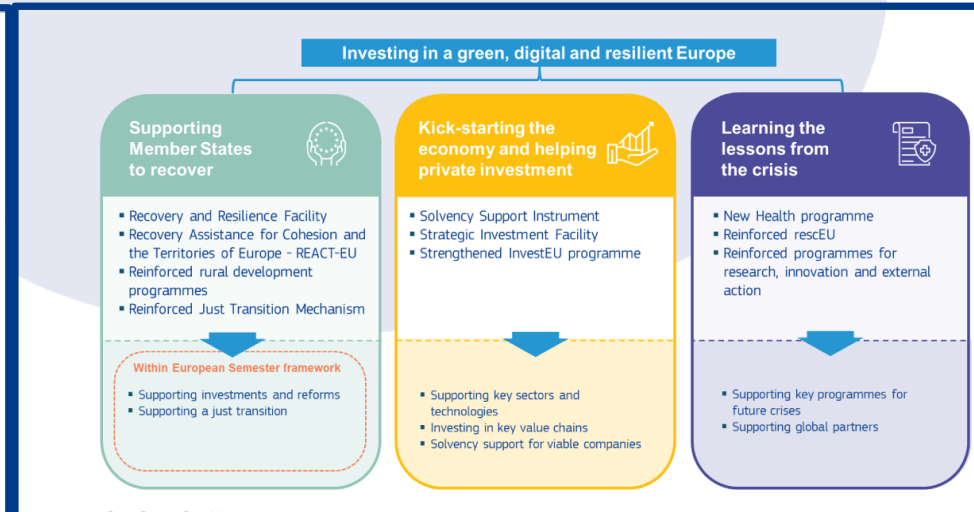 Investing in a green, digital and resilient Europe
Supporting
Member States
to recover
▪ Recovery and Resilience Facility
▪ Recovery Assistance for Cohesion and
the Territories of Europe - REACT-EU
▪ Reinforced rural development
programmes
▪ Reinforced Just Transition Mechanism
Within European Semester framework
▪ Supporting investments and reforms
▪ Supporting a just transition
Kick-starting the
economy and helping
private investment
▪ Solvency Support Instrument
▪ Strategic Investment Facility
▪ Strengthened InvestEU programme
▪ Supporting key sectors and
technologies
▪ Investing in key value chains
▪ Solvency support for viable companies
Learning the
lessons from
the crisis
▪ New Health programme
▪ Reinforced rescEU
▪ Reinforced programmes for
research, innovation and external
action
▪ Supporting key programmes for
future crises
▪ Supporting global partners